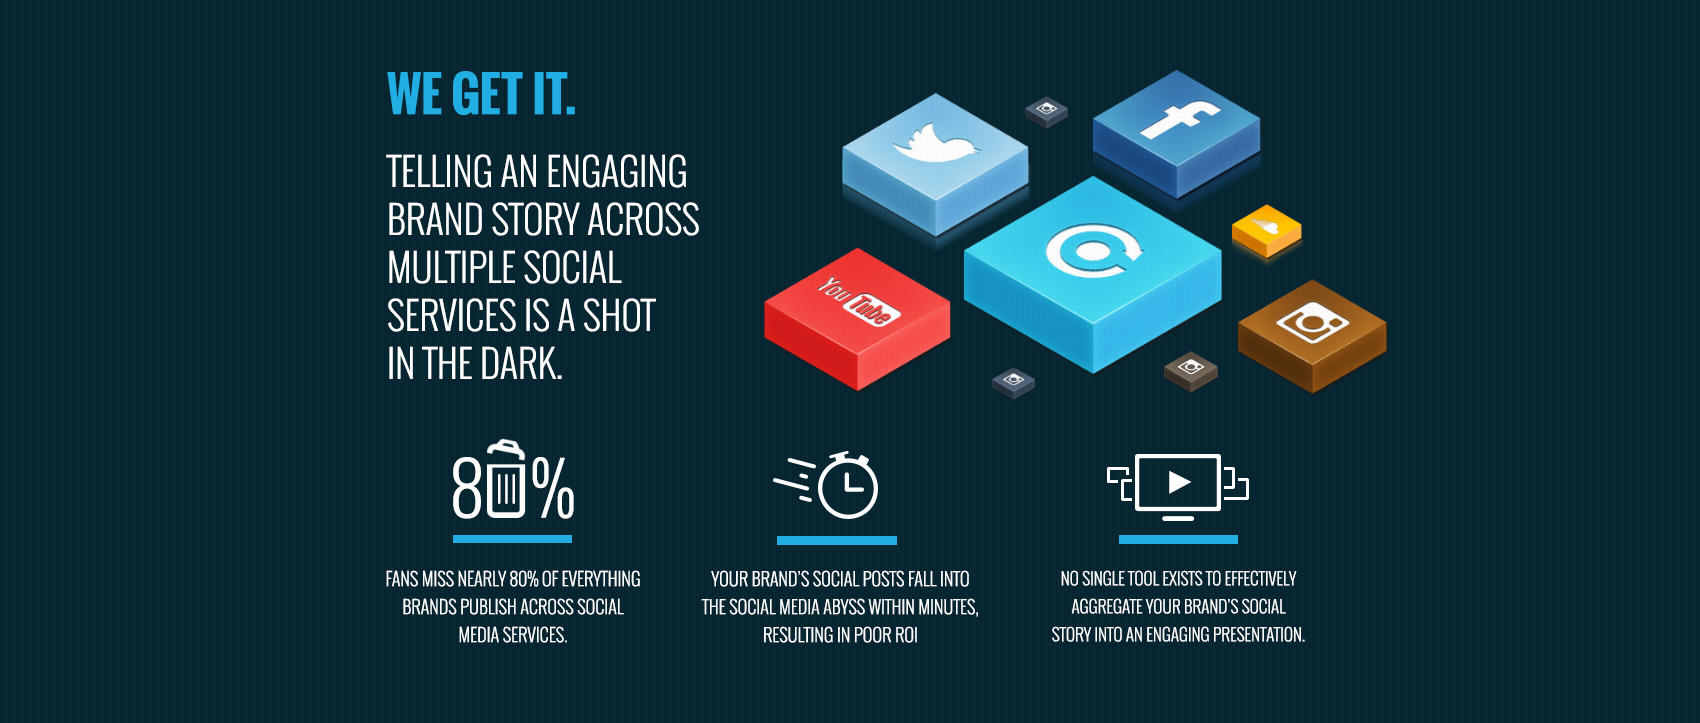 WE GET IT.
TELLING AN ENGAGING
BRAND STORY ACROSS
MULTIPLE SOCIAL
SERVICES IS A SHOT
IN THE DARK.
You Tube
80%
FANS MISS NEARLY 80% OF EVERYTHING
BRANDS PUBLISH ACROSS SOCIAL
MEDIA SERVICES.
YOUR BRAND'S SOCIAL POSTS FALL INTO
THE SOCIAL MEDIA ABYSS WITHIN MINUTES,
RESULTING IN POOR ROI
NO SINGLE TOOL EXISTS TO EFFECTIVELY
AGGREGATE YOUR BRAND'S SOCIAL
STORY INTO AN ENGAGING PRESENTATION.